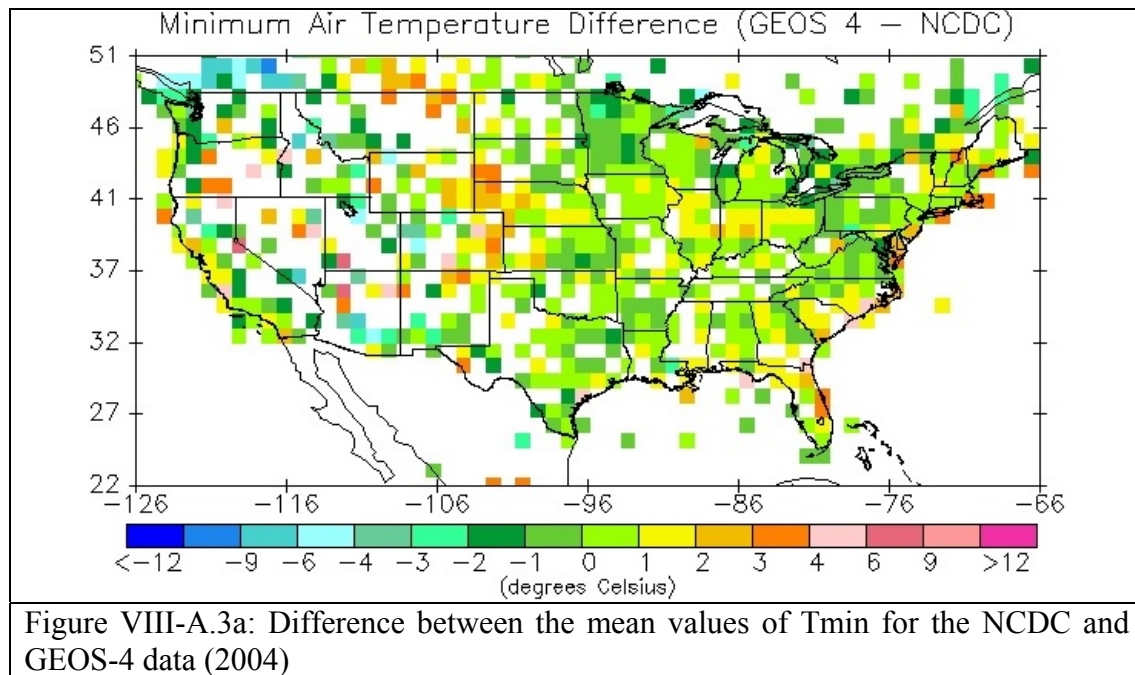 Minimum Air Temperature Difference (GEOS 4 – NCDC)
51
46
41
37
32
27
22
−126 −116 −106 −96 −86 −76 −66
<−12 −9 −6 −4 −3 −2 −1 0 1 2 3 4 6 9 >12
(degrees Celsius)
Figure VIII-A.3a: Difference between the mean values of Tmin for the NCDC and
GEOS-4 data (2004)